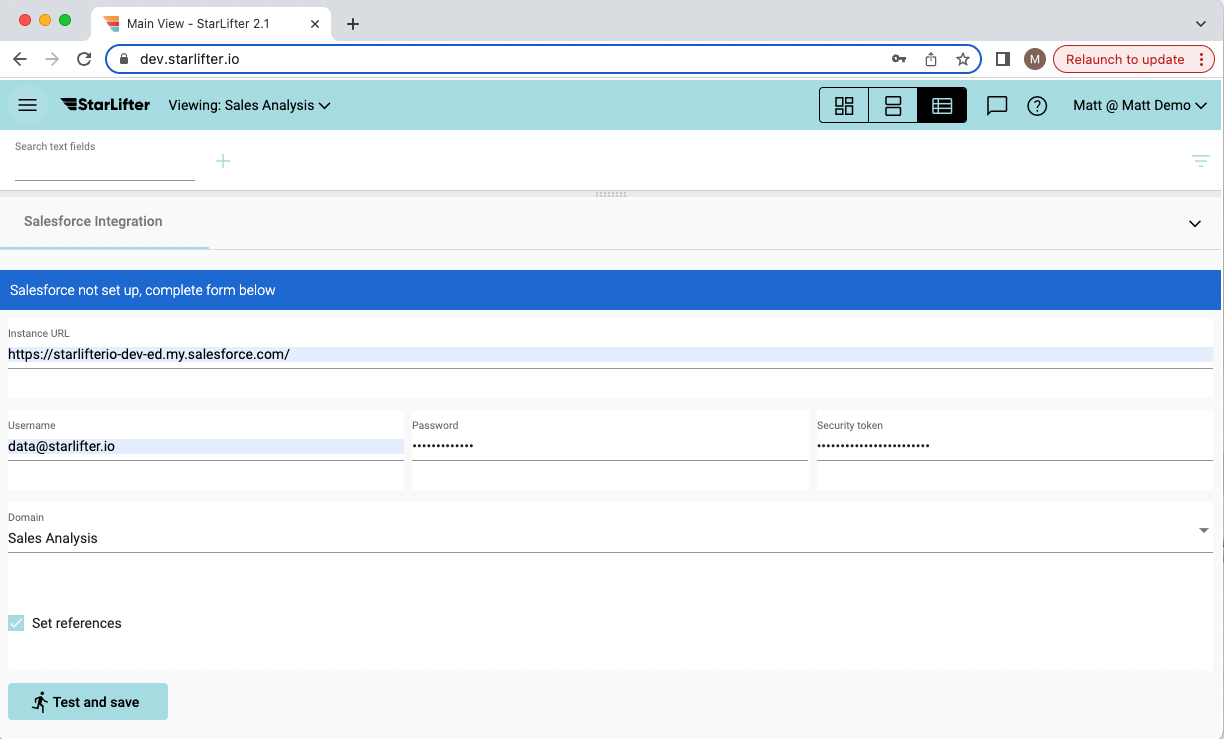 Main View - StarLifter 2.1
dev.starlifter.io
M
Relaunch to update
StarLifter
Viewing: Sales Analysis
Matt @ Matt Demo
Search text fields
Salesforce Integration
Salesforce not set up, complete form below
Instance URL
https://starlifterio-dev-ed.my.salesforce.com/
Username
Password
Security token
data@starlifter.io
•••••••••••••
••••••••••••••••••••••••
Domain
Sales Analysis
Set references
Test and save